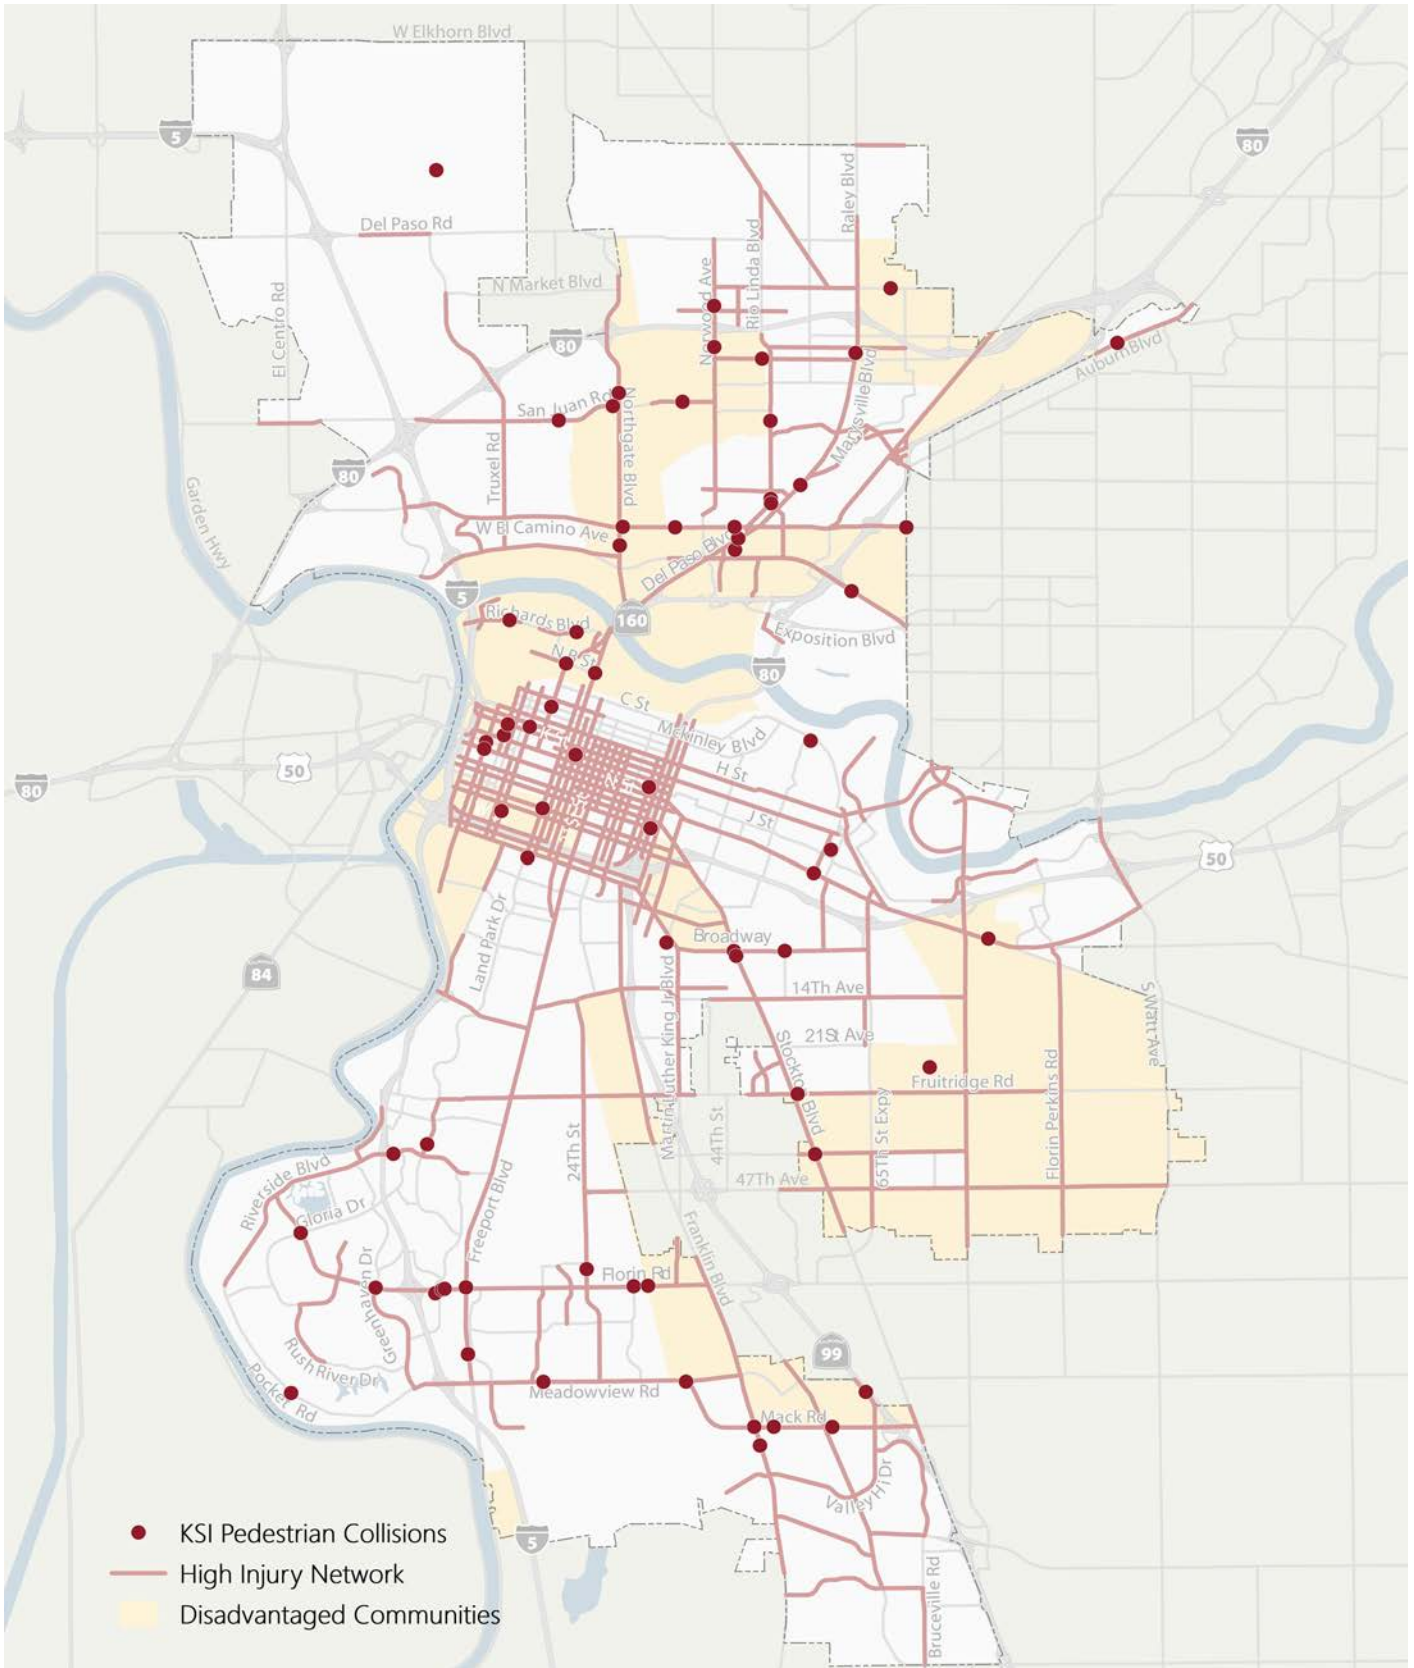 W Elkhorn Blvd
5
80
Raley Blvd
Del Paso Rd
Rio Linda Blvd
N Market Blvd
Norwood Ave
El Centro Rd
80
Auburn Blvd
San Juan Rd
Northgate Blvd
Marysville Blvd
Truxel Rd
80
Garden Hwy
W El Camino Ave
Del Paso Blvd
5
Richards Blvd
160
Exposition Blvd
N B St
80
C St
Mckinley Blvd
H St
50
80
J St
50
Land Park Dr
Broadway
84
14Th Ave
S Watt Ave
21St Ave
Martin Luther King Jr Blvd
Stockton Blvd
Fruitridge Rd
Florin Perkins Rd
44Th St
65Th St Expy
24Th St
47Th Ave
Riverside Blvd
Gloria Dr
Freeport Blvd
Franklin Blvd
Florin Rd
Greenhaven Dr
99
Rush River Dr
Pocket Rd
Meadowview Rd
Mack Rd
Valley Hi Dr
5
Bruceville Rd
KSI Pedestrian Collisions
High Injury Network
Disadvantaged Communities